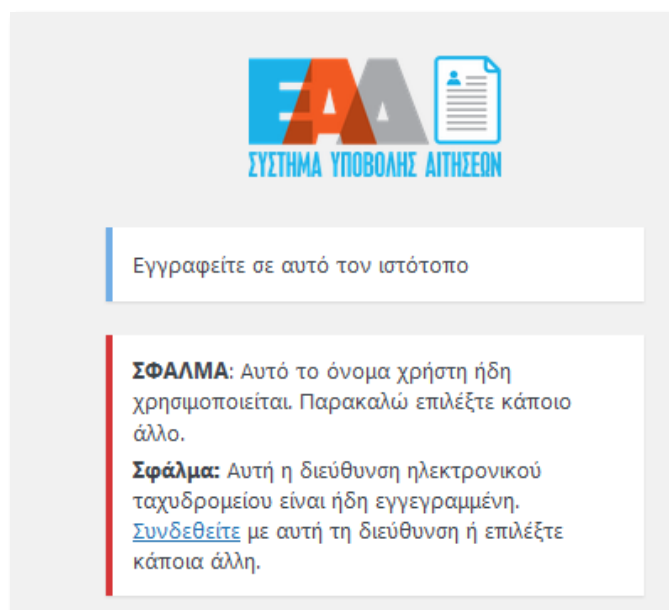 ΕΑΔ
ΣΥΣΤΗΜΑ ΥΠΟΒΟΛΗΣ ΑΙΤΗΣΕΩΝ
Εγγραφείτε σε αυτό τον ιστότοπο
ΣΦΑΛΜΑ: Αυτό το όνομα χρήστη ήδη
χρησιμοποιείται. Παρακαλώ επιλέξτε κάποιο
άλλο.
Σφάλμα: Αυτή η διεύθυνση ηλεκτρονικού
ταχυδρομείου είναι ήδη εγγεγραμμένη.
Συνδεθείτε με αυτή τη διεύθυνση ή επιλέξτε
κάποια άλλη.